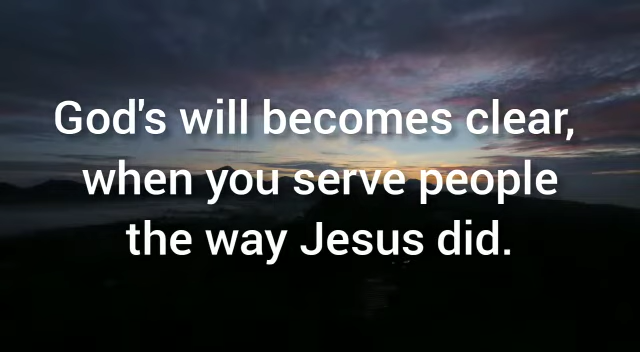 God's will becomes clear,
when you serve people
the way Jesus did.